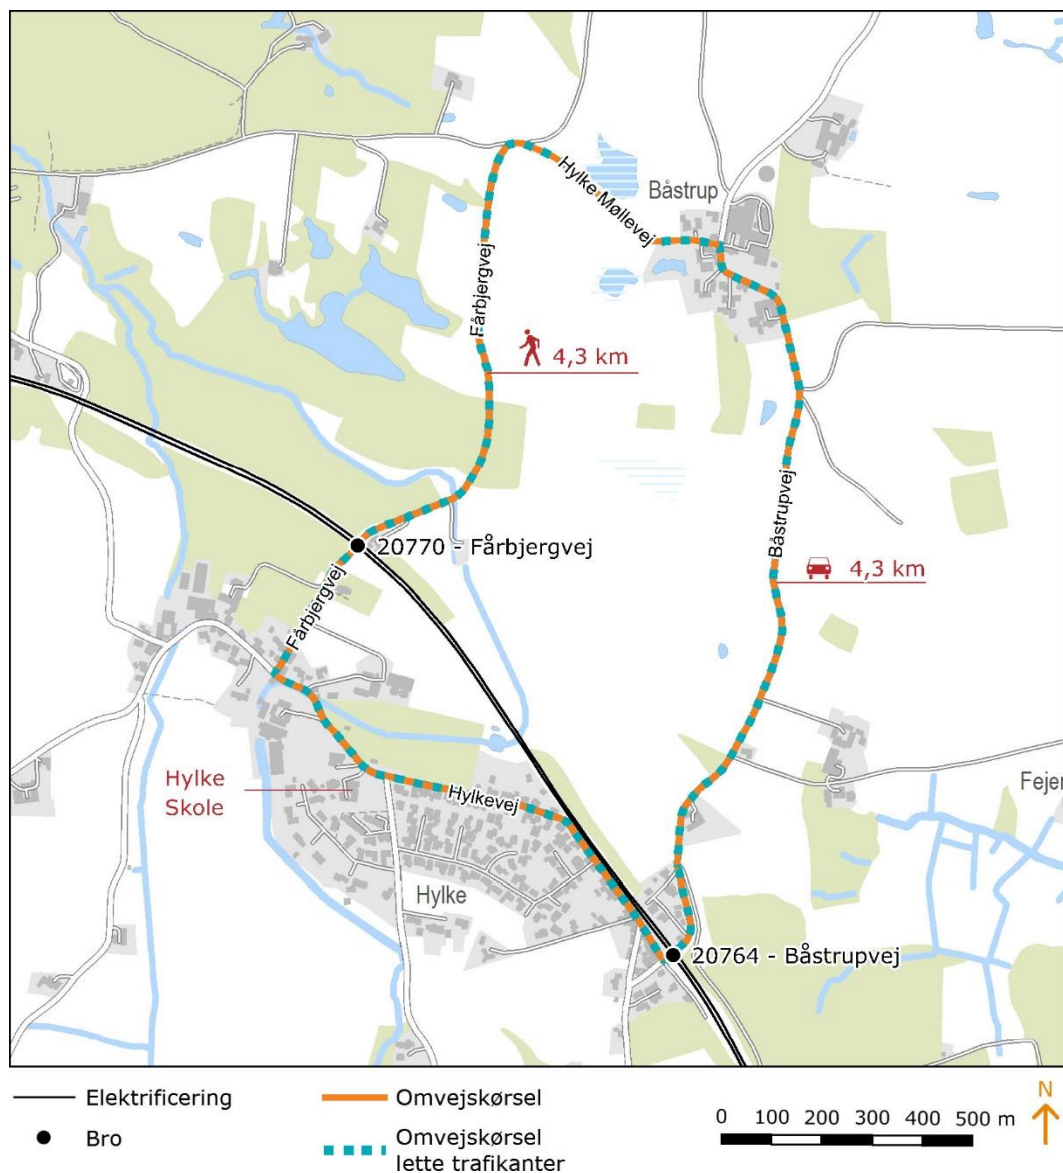 Hylke Møllevej
Båstrup
Fårbjergvej
4,3 km
20770 - Fårbjergvej
Båstrupvej
4,3 km
Fårbjergvej
Hylke
Skole
Hylkevej
Fejer
Hylke
20764 - Båstrupvej
Elektrificering
Omvejskørsel
N
0 100 200 300 400 500 m
Bro
Omvejskørsel
lette trafikanter